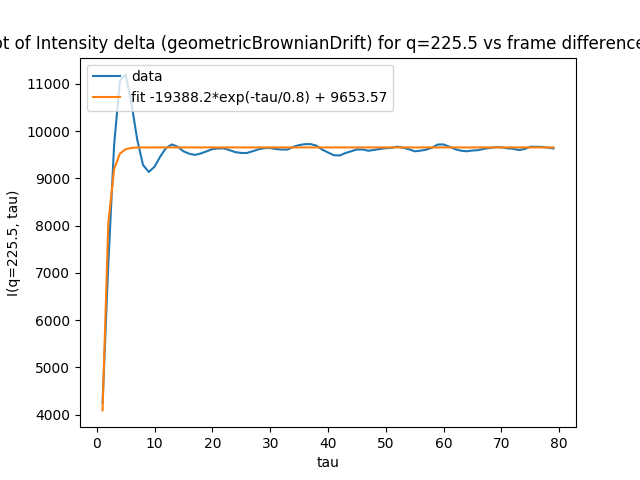 ot of Intensity delta (geometricBrownianDrift) for q=225.5 vs frame difference
data
fit -19388.2*exp(-tau/0.8) + 9653.57
11000
10000
9000
8000
7000
6000
5000
4000
I(q=225.5, tau)
0 10 20 30 40 50 60 70 80
tau